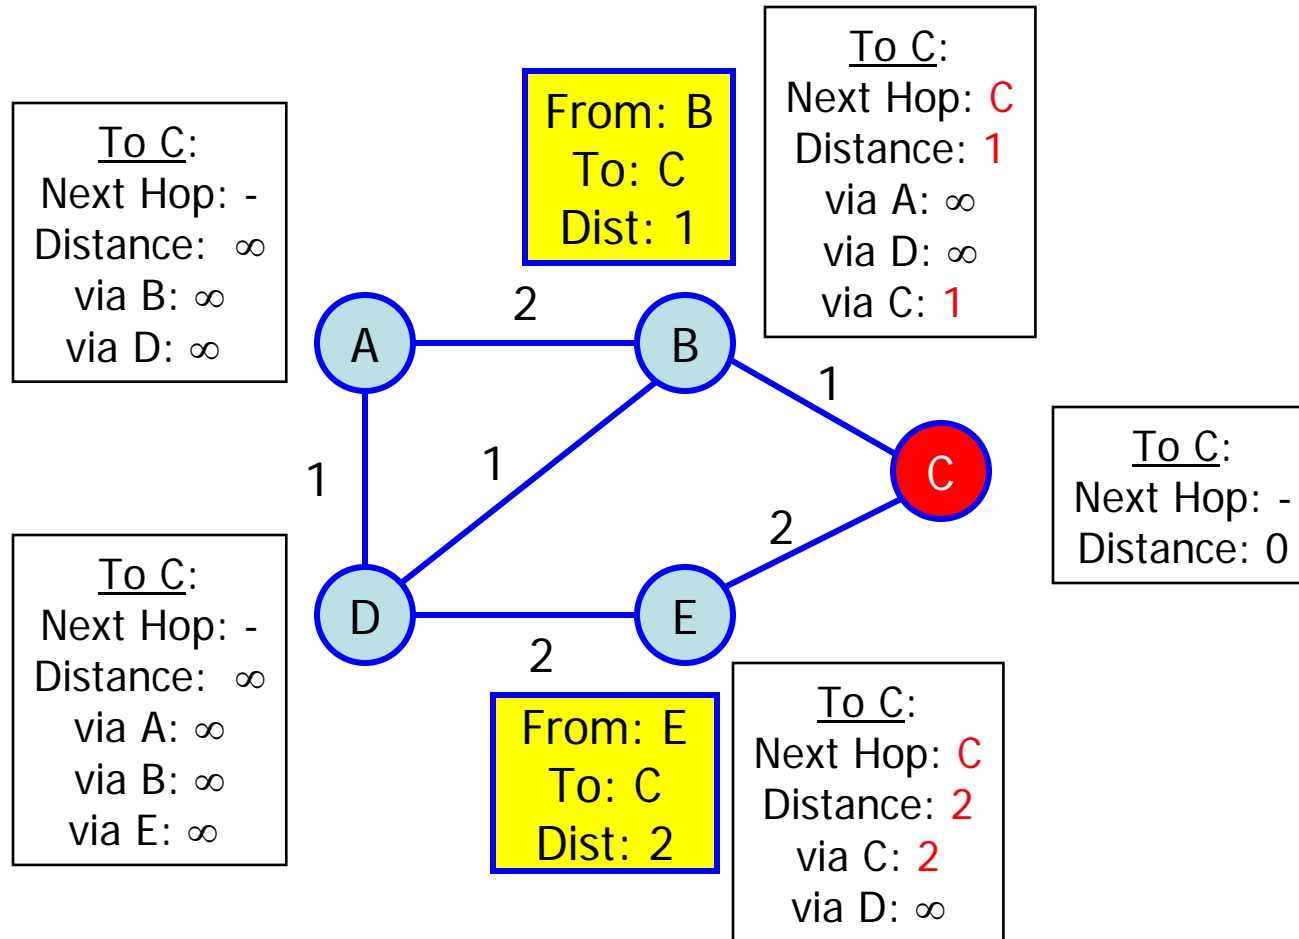 To C:
Next Hop: C
Distance: 1
via A: ∞
via D: ∞
via C: 1
From: B
To: C
Dist: 1
To C:
Next Hop: -
Distance: ∞
via B: ∞
via D: ∞
2
A
B
1
C
1
1
2
To C:
Next Hop: -
Distance: 0
To C:
Next Hop: -
Distance: ∞
via A: ∞
via B: ∞
via E: ∞
D
E
2
From: E
To: C
Dist: 2
To C:
Next Hop: C
Distance: 2
via C: 2
via D: ∞